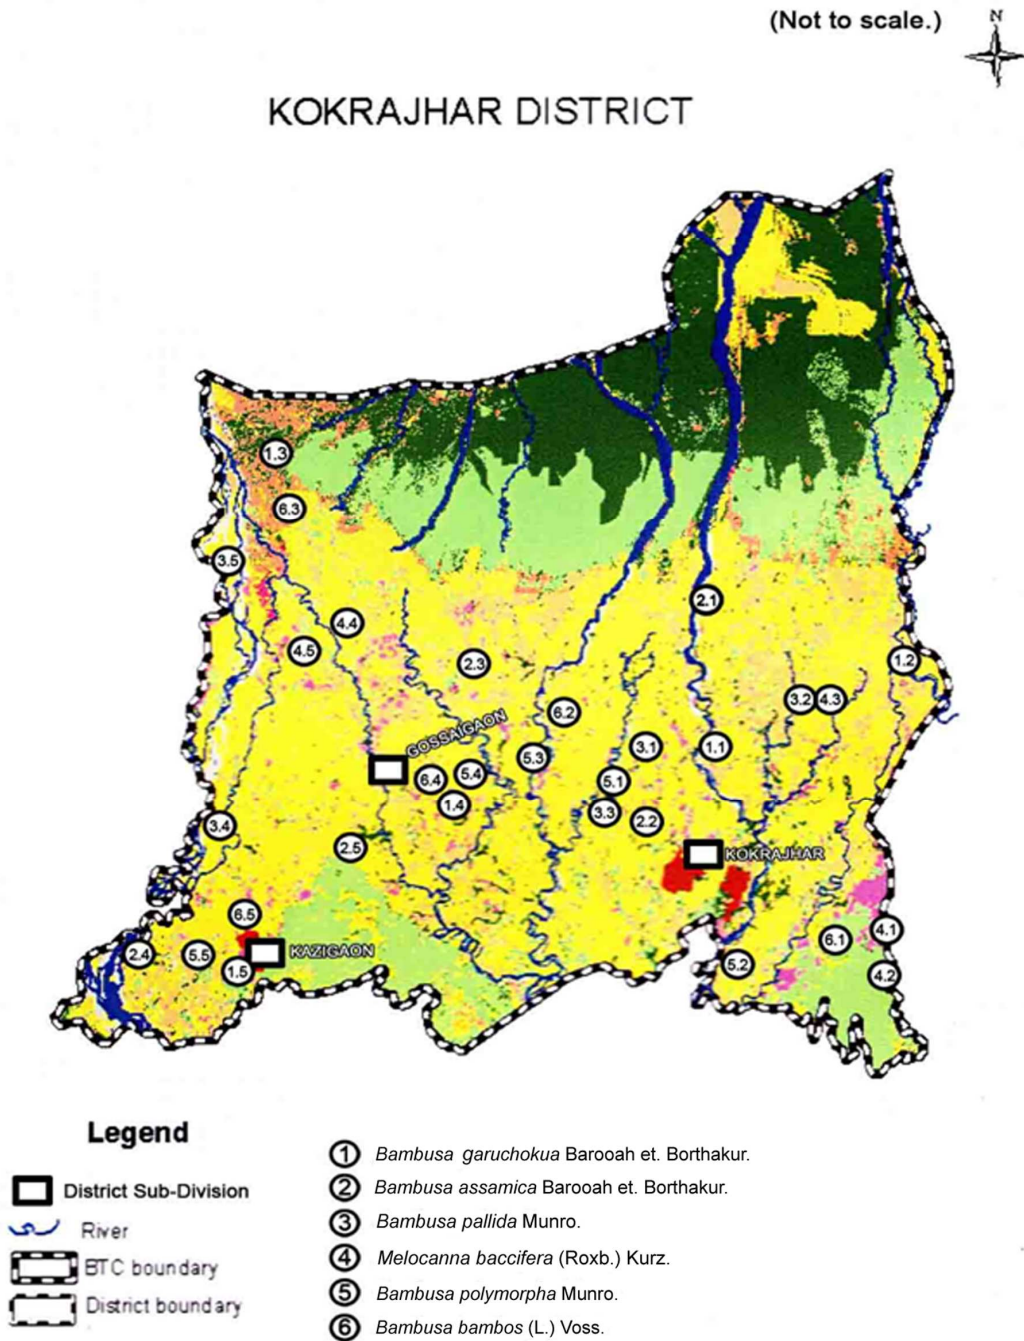 (Not to scale.)
N
KOKRAJHAR DISTRICT
1.3
6.3
3.5
2.1
4.4
4.5
2.3
1.2
3.2 4.3
6.2
GOSSAIGAON
3.1 1.1
5.3
6.4 5.4
5.1
1.4
3.3 2.2
3.4
2.5
KOKRAJHAR
6.5
4.1
6.1
2.4 5.5 KAZIGAON
1.5
5.2
4.2
Legend
District Sub-Division
River
BTC boundary
District boundary
1 Bambusa garuchokua Barooah et. Borthakur.
2 Bambusa assamica Barooah et. Borthakur.
3 Bambusa pallida Munro.
4 Melocanna baccifera (Roxb.) Kurz.
5 Bambusa polymorpha Munro.
6 Bambusa bambos (L.) Voss.